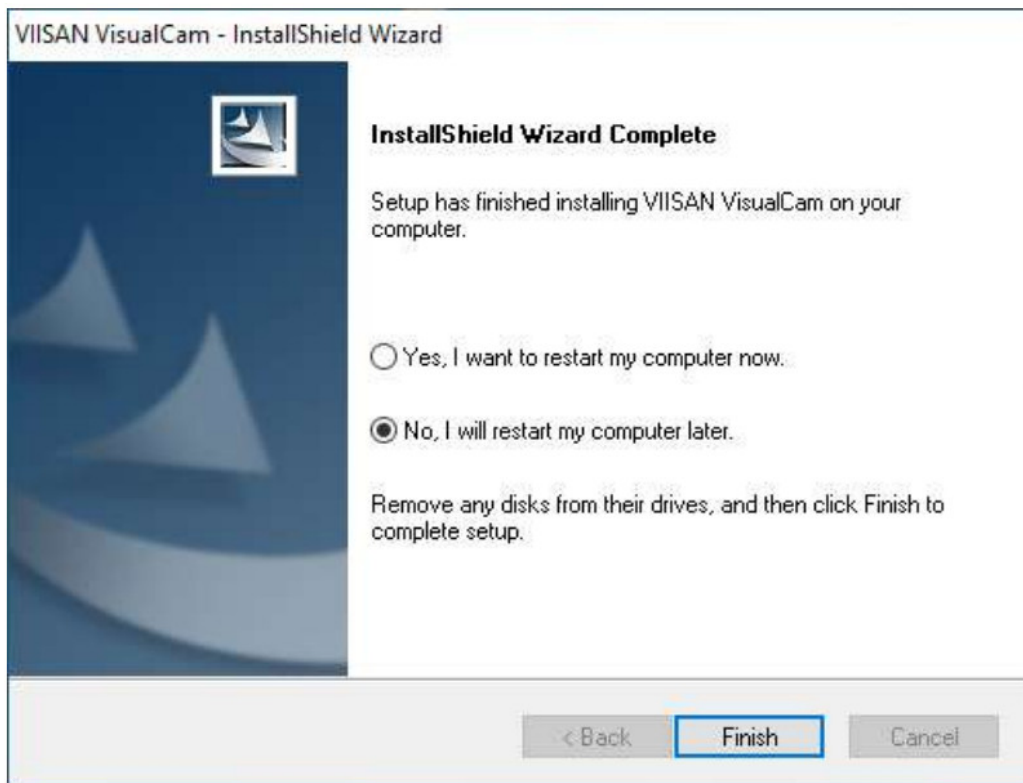 VIISAN VisualCam - InstallShield Wizard
InstallShield Wizard Complete
Setup has finished installing VIISAN VisualCam on your
computer.
Yes, I want to restart my computer now.
No, I will restart my computer later.
Remove any disks from their drives, and then click Finish to
complete setup.
< Back
Finish
Cancel